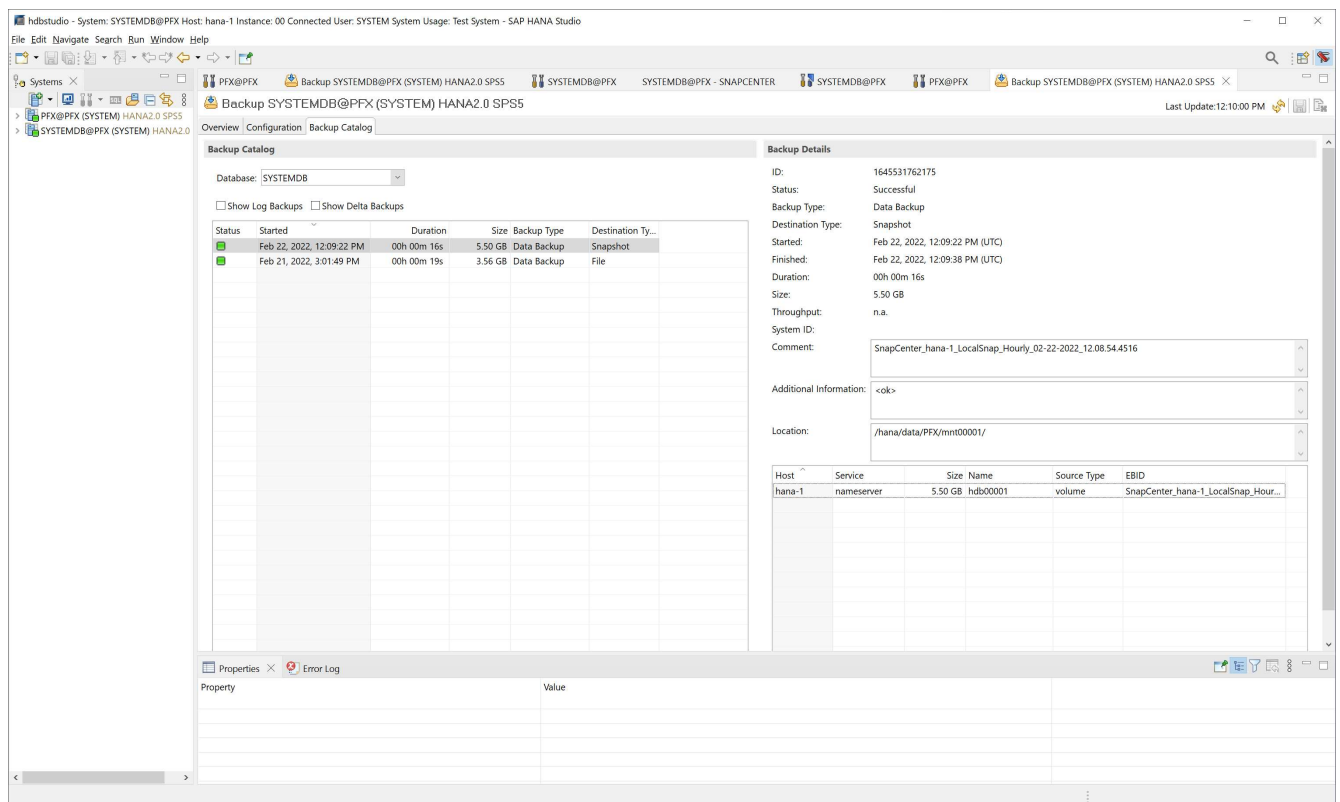 hdbstudio - System: SYSTEMDB@PFX Host: hana-1 Instance: 00 Connected User: SYSTEM System Usage: Test System - SAP HANA Studio
File Edit Navigate Search Run Window Help
Systems
PFX@PFX (SYSTEM) HANA2.0 SPS5
SYSTEMDB@PFX (SYSTEM) HANA2.0
PFX@PFX Backup SYSTEMDB@PFX (SYSTEM) HANA2.0 SPS5 SYSTEMDB@PFX SYSTEMDB@PFX - SNAPCENTER SYSTEMDB@PFX PFX@PFX Backup SYSTEMDB@PFX (SYSTEM) HANA2.0 SPS5
Backup SYSTEMDB@PFX (SYSTEM) HANA2.0 SPS5
Last Update:12:10:00 PM
Overview Configuration Backup Catalog
Backup Catalog
Database: SYSTEMDB
Show Log Backups Show Delta Backups
Status Started Duration Size Backup Type Destination Ty...
Feb 22, 2022, 12:09:22 PM 00h 00m 16s 5.50 GB Data Backup Snapshot
Feb 21, 2022, 3:01:49 PM 00h 00m 19s 3.56 GB Data Backup File
Backup Details
ID: 1645531762175
Status: Successful
Backup Type: Data Backup
Destination Type: Snapshot
Started: Feb 22, 2022, 12:09:22 PM (UTC)
Finished: Feb 22, 2022, 12:09:38 PM (UTC)
Duration: 00h 00m 16s
Size: 5.50 GB
Throughput: n.a.
System ID:
Comment: SnapCenter_hana-1_LocalSnap_Hourly_02-22-2022_12.08.54.4516
Additional Information: <ok>
Location: /hana/data/PFX/mnt00001/
Host Service Size Name Source Type EBID
hana-1 nameserver 5.50 GB hdb00001 volume SnapCenter_hana-1_LocalSnap_Hour...
Properties Error Log
Property Value